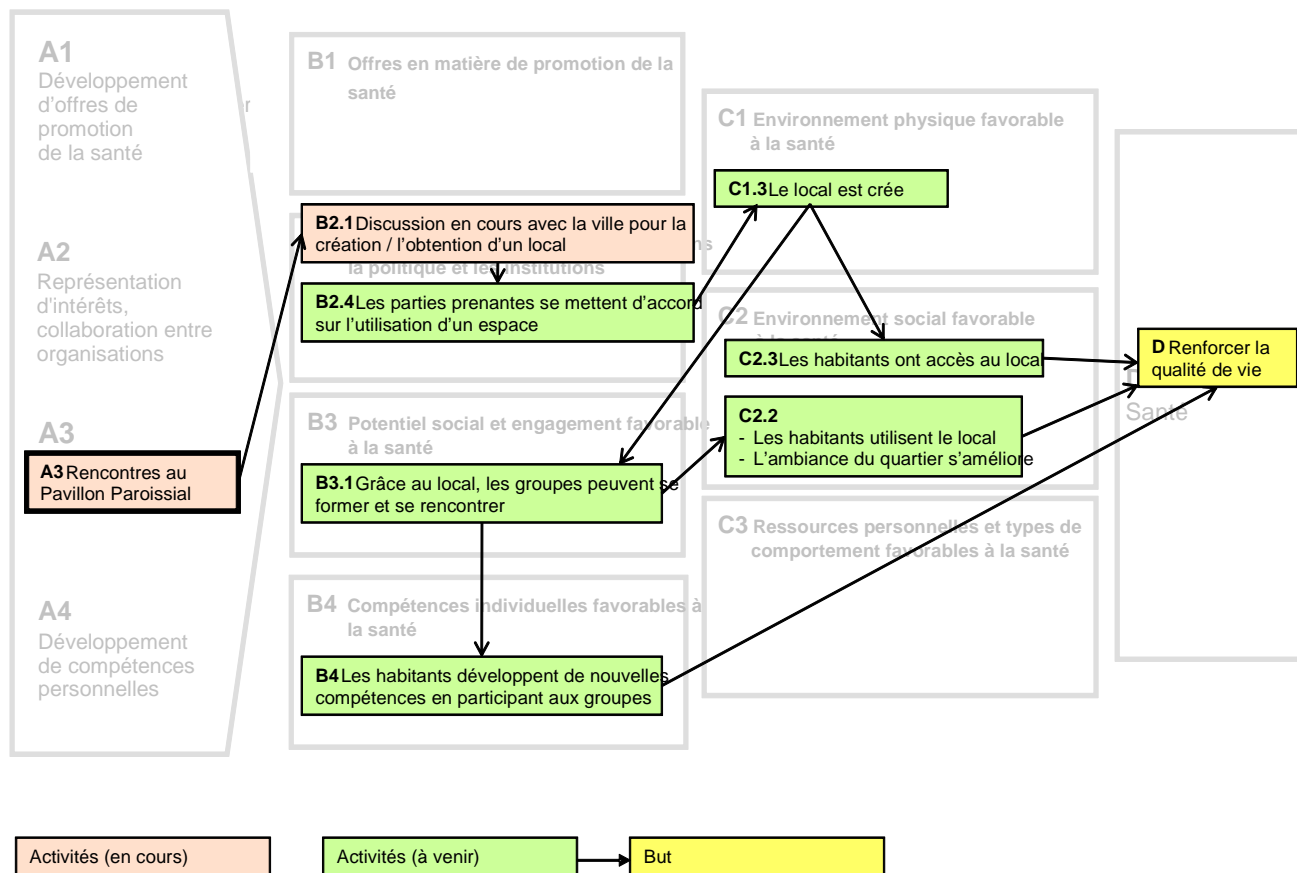 A1
Développement
d'offres de
promotion
de la santé
A2
Représentation
d'intérêts,
collaboration entre
organisations
A3
A3 Rencontres au
Pavillon Paroissial
A4
Développement
de compétences
personnelles
B1 Offres en matière de promotion de la
santé
B2.1 Discussion en cours avec la ville pour la
création / l'obtention d'un local
la politique et les institutions
B2.4 Les parties prenantes se mettent d'accord
sur l'utilisation d'un espace
B3 Potentiel social et engagement favorable
à la santé
B3.1 Grâce au local, les groupes peuvent se
former et se rencontrer
B4 Compétences individuelles favorables à
la santé
B4 Les habitants développent de nouvelles
compétences en participant aux groupes
C1 Environnement physique favorable
à la santé
C1.3 Le local est crée
C2 Environnement social favorable
à la santé
C2.3 Les habitants ont accès au local
C2.2
- Les habitants utilisent le local
- L'ambiance du quartier s'améliore
C3 Ressources personnelles et types de
comportement favorables à la santé
D Renforcer la
qualité de vie
Santé
Activités (en cours)
Activités (à venir)
But